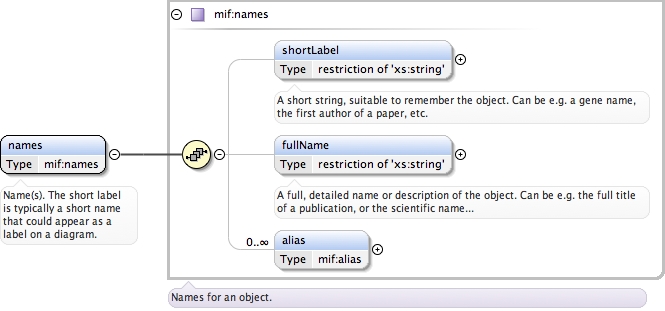 mif:names
shortLabel
Type restriction of 'xs:string'
A short string, suitable to remember the object. Can be e.g. a gene name,
the first author of a paper, etc.
names
Type mif:names
Name(s). The short label
is typically a short name
that could appear as a
label on a diagram.
fullName
Type restriction of 'xs:string'
A full, detailed name or description of the object. Can be e.g. the full title
of a publication, or the scientific name...
0..∞
alias
Type mif:alias
Names for an object.